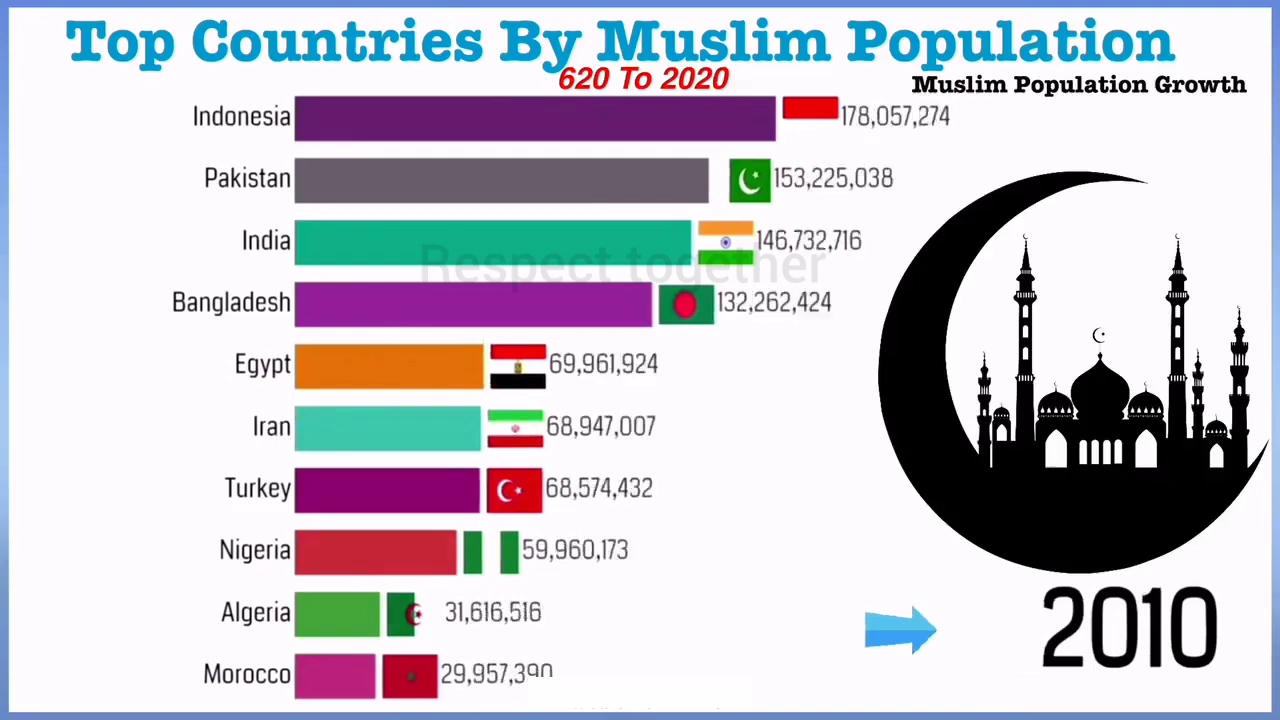 Top Countries By Muslim Population
620 To 2020
Muslim Population Growth
Indonesia 178,057,274
Pakistan 153,225,038
India 146,732,716
Respect together
Bangladesh 132,262,424
Egypt 69,961,924
Iran 68,947,007
Turkey 68,574,432
Nigeria 59,960,173
Algeria 31,616,516
Morocco 29,957,390
2010